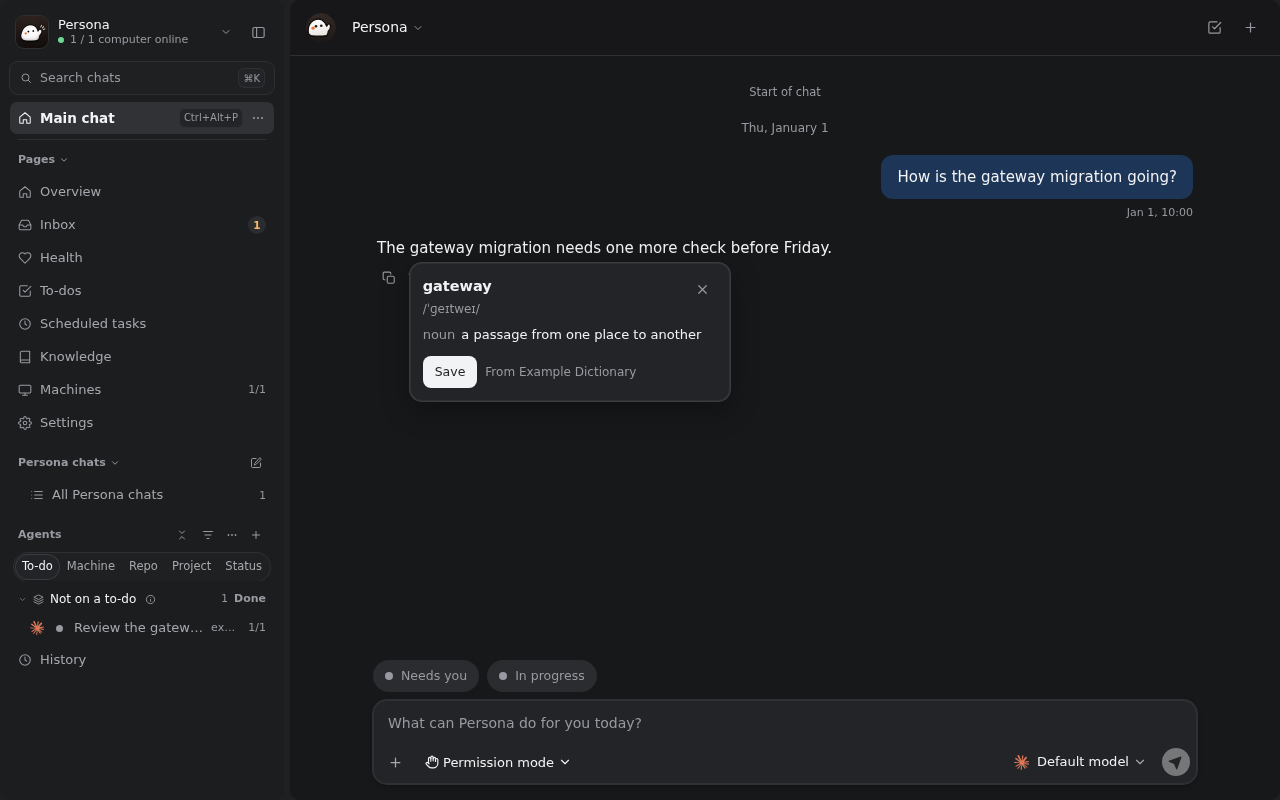 Persona
1 / 1 computer online
Search chats
⌘K
Main chat
Ctrl+Alt+P
Pages
Overview
Inbox
1
Health
To-dos
Scheduled tasks
Knowledge
Machines
1/1
Settings
Persona chats
All Persona chats
1
Agents
To-do
Machine
Repo
Project
Status
Not on a to-do
1 Done
Review the gatew…
ex…
1/1
History
Persona
Start of chat
Thu, January 1
How is the gateway migration going?
Jan 1, 10:00
The gateway migration needs one more check before Friday.
gateway
/ˈɡeɪtweɪ/
noun a passage from one place to another
Save
From Example Dictionary
Needs you
In progress
What can Persona do for you today?
Permission mode
Default model